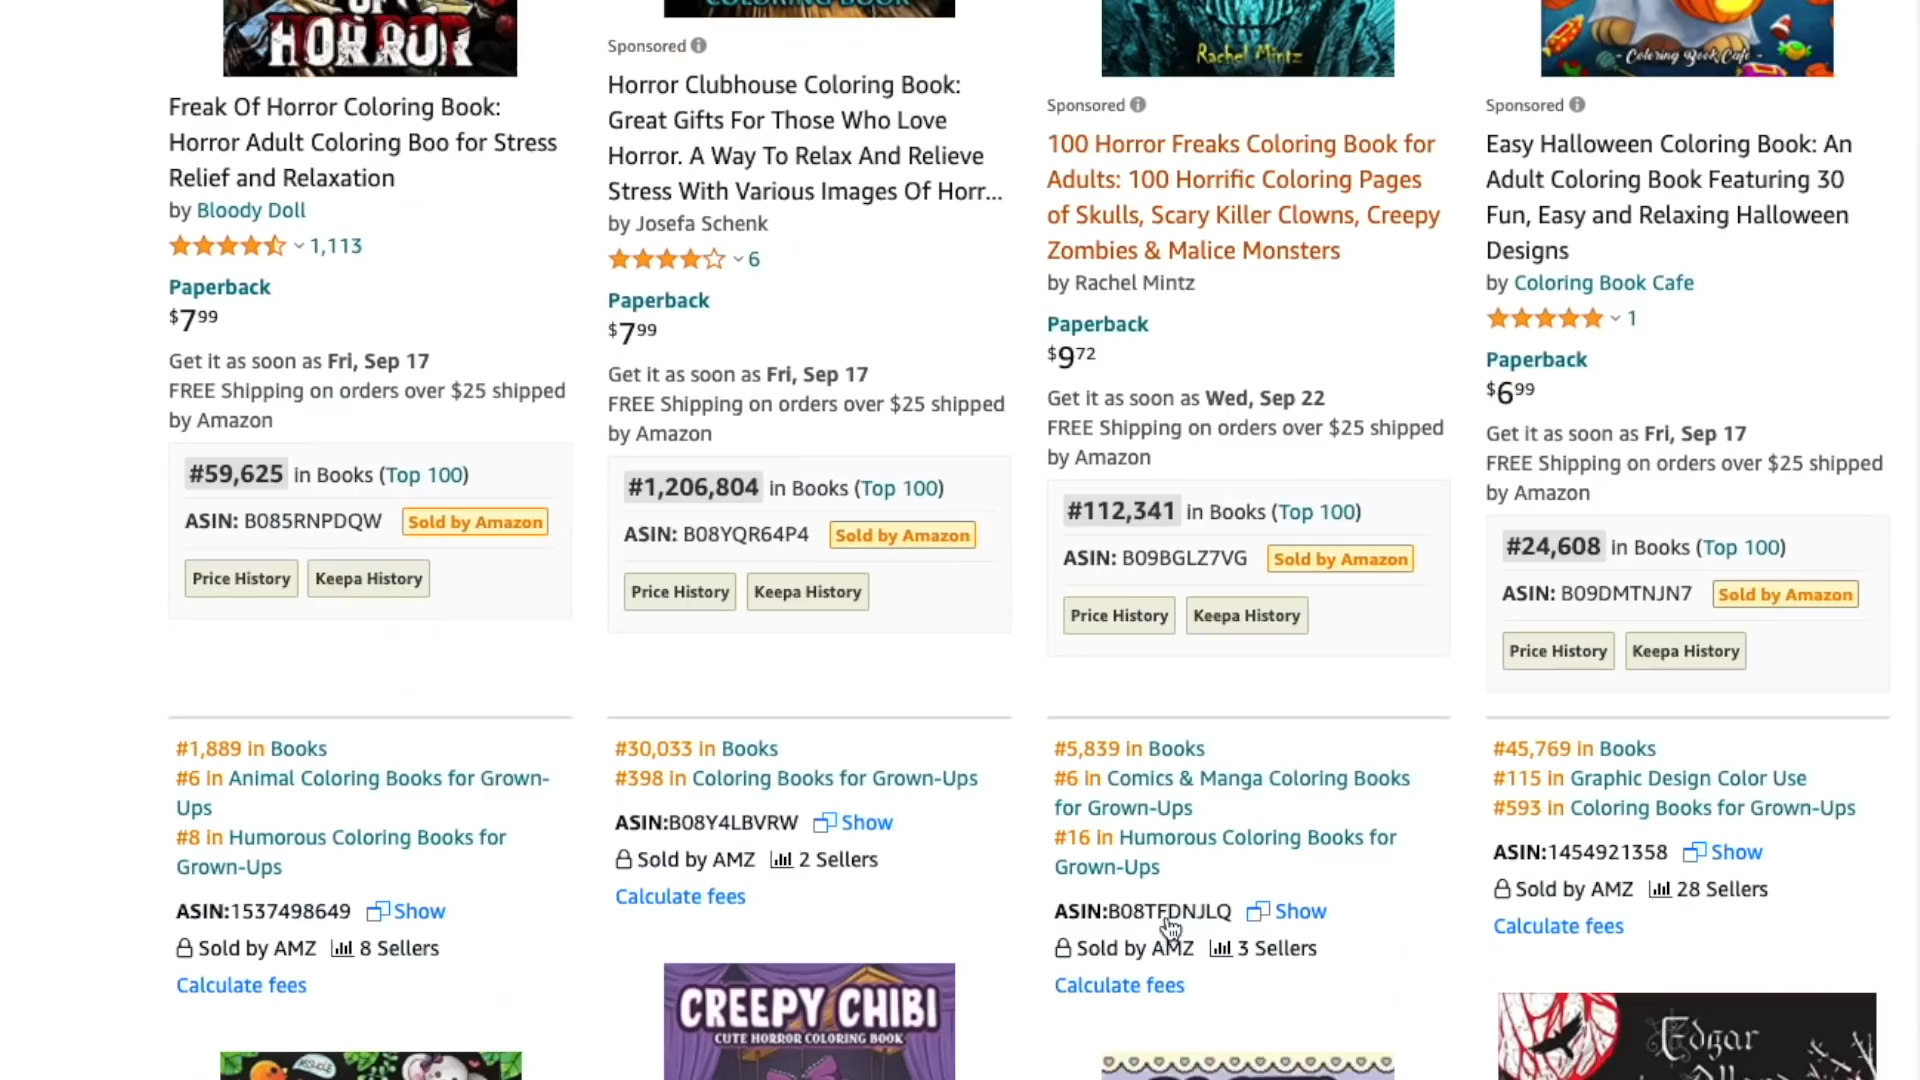 OF
HORROR
Freak Of Horror Coloring Book:
Horror Adult Coloring Boo for Stress
Relief and Relaxation
by Bloody Doll
1,113
Paperback
$7.99
Get it as soon as Fri, Sep 17
FREE Shipping on orders over $25 shipped
by Amazon
#59,625 in Books (Top 100)
ASIN: B085RNPDQW Sold by Amazon
Price History Keepa History
#1,889 in Books
#6 in Animal Coloring Books for Grown-
Ups
#8 in Humorous Coloring Books for
Grown-Ups
ASIN:1537498649 Show
Sold by AMZ 8 Sellers
Calculate fees
COLORING BOOK
Sponsored
Horror Clubhouse Coloring Book:
Great Gifts For Those Who Love
Horror. A Way To Relax And Relieve
Stress With Various Images Of Horr...
by Josefa Schenk
6
Paperback
$7.99
Get it as soon as Fri, Sep 17
FREE Shipping on orders over $25 shipped
by Amazon
#1,206,804 in Books (Top 100)
ASIN: B08YQR64P4 Sold by Amazon
Price History Keepa History
#30,033 in Books
#398 in Coloring Books for Grown-Ups
ASIN:B08Y4LBVRW Show
Sold by AMZ 2 Sellers
Calculate fees
CREEPY CHIBI
CUTE HORROR COLORING BOOK
Rachel Mintz
Sponsored
100 Horror Freaks Coloring Book for
Adults: 100 Horrific Coloring Pages
of Skulls, Scary Killer Clowns, Creepy
Zombies & Malice Monsters
by Rachel Mintz
Paperback
$9.72
Get it as soon as Wed, Sep 22
FREE Shipping on orders over $25 shipped
by Amazon
#112,341 in Books (Top 100)
ASIN: B09BGLZ7VG Sold by Amazon
Price History Keepa History
#5,839 in Books
#6 in Comics & Manga Coloring Books
for Grown-Ups
#16 in Humorous Coloring Books for
Grown-Ups
ASIN:B08TFDNJLQ Show
Sold by AMZ 3 Sellers
Calculate fees
- Coloring Book Cafe -
Sponsored
Easy Halloween Coloring Book: An
Adult Coloring Book Featuring 30
Fun, Easy and Relaxing Halloween
Designs
by Coloring Book Cafe
1
Paperback
$6.99
Get it as soon as Fri, Sep 17
FREE Shipping on orders over $25 shipped
by Amazon
#24,608 in Books (Top 100)
ASIN: B09DMTNJN7 Sold by Amazon
Price History Keepa History
#45,769 in Books
#115 in Graphic Design Color Use
#593 in Coloring Books for Grown-Ups
ASIN:1454921358 Show
Sold by AMZ 28 Sellers
Calculate fees
Edgar